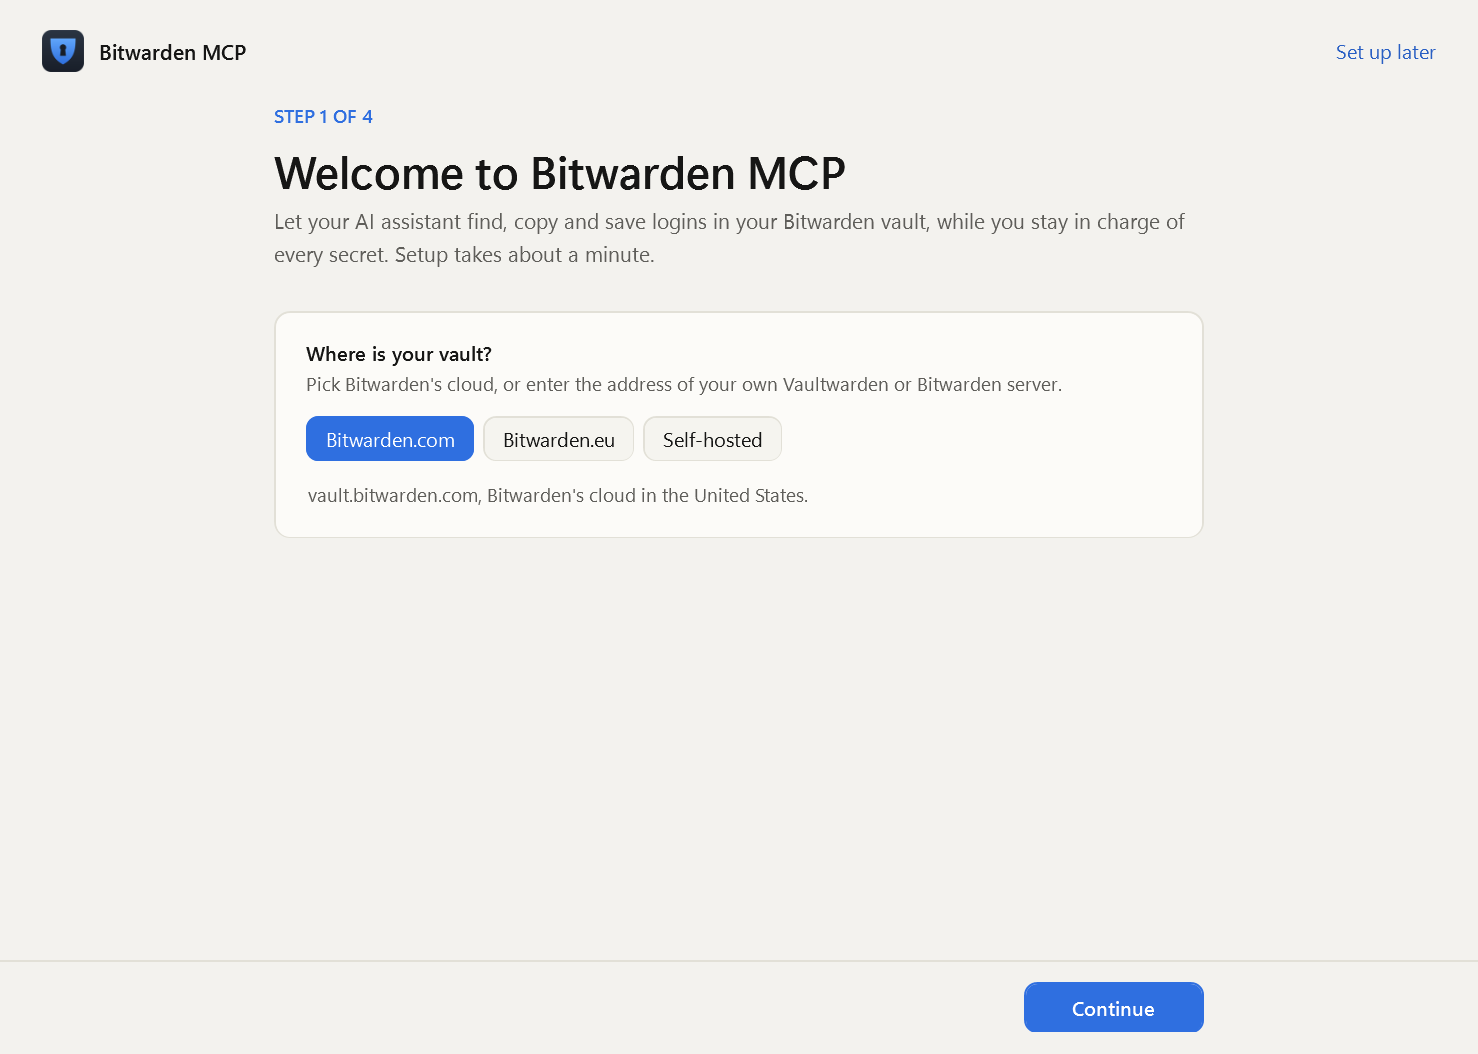 Bitwarden MCP
Set up later
STEP 1 OF 4
Welcome to Bitwarden MCP
Let your AI assistant find, copy and save logins in your Bitwarden vault, while you stay in charge of
every secret. Setup takes about a minute.
Where is your vault?
Pick Bitwarden's cloud, or enter the address of your own Vaultwarden or Bitwarden server.
Bitwarden.com
Bitwarden.eu
Self-hosted
vault.bitwarden.com, Bitwarden's cloud in the United States.
Continue